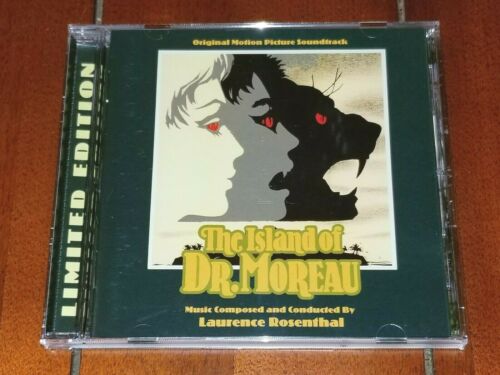 LIMITED EDITION
Original Motion Picture Soundtrack
The Island of
DR. MOREAU
Music Composed and Conducted By
Laurence Rosenthal